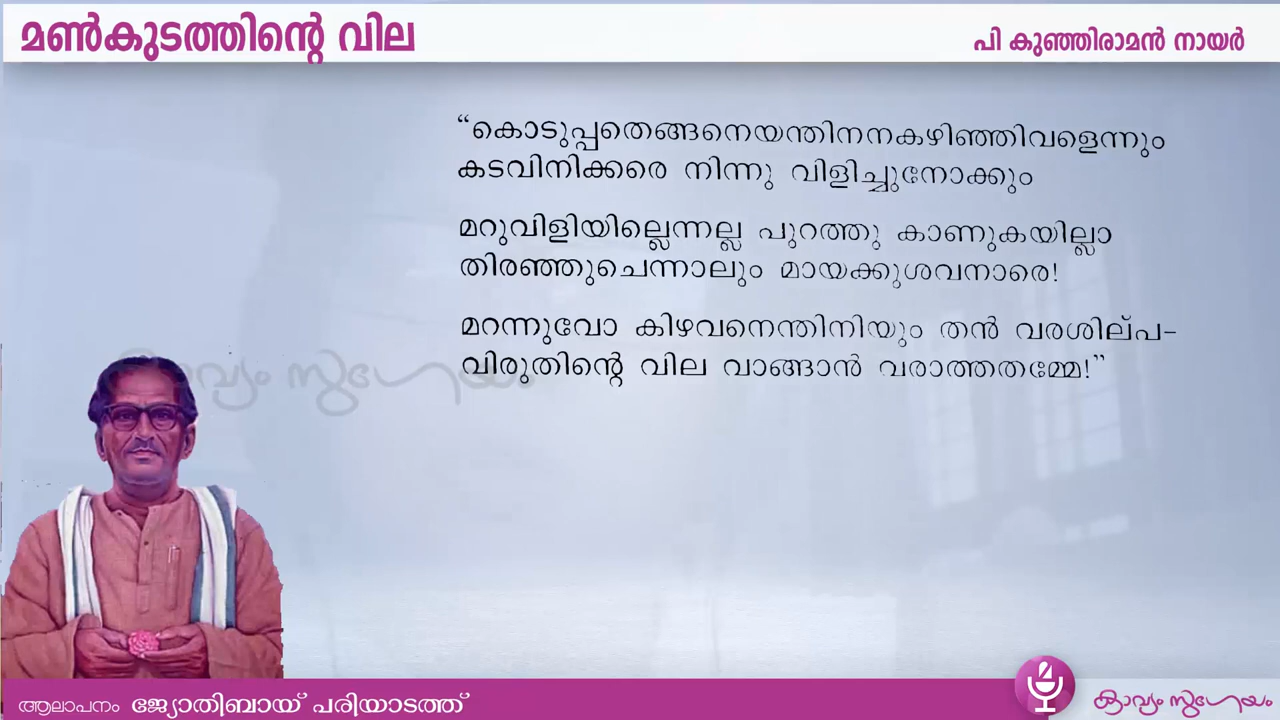 മൺകുടത്തിന്റെ വില
പി കുഞ്ഞിരാമൻ നായർ
“കൊടുപ്പതെങ്ങനെയന്തിനനകഴിഞ്ഞിവളെന്നും
കടവിനിക്കരെ നിന്നു വിളിച്ചുനോക്കും
മറുവിളിയില്ലെന്നല്ല പുറത്തു കാണുകയില്ലാ
തിരഞ്ഞുചെന്നാലും മായക്കുശവനാരെ!
മറന്നുവോ കിഴവനെന്തിനിയും തൻ വരശില്പ-
വിരുതിന്റെ വില വാങ്ങാൻ വരാത്തതമ്മേ!”
കാവ്യം സുഗേയം
ആലാപനം ജ്യോതിബായ് പരിയാടത്ത്
കാവ്യം സുഗേയം